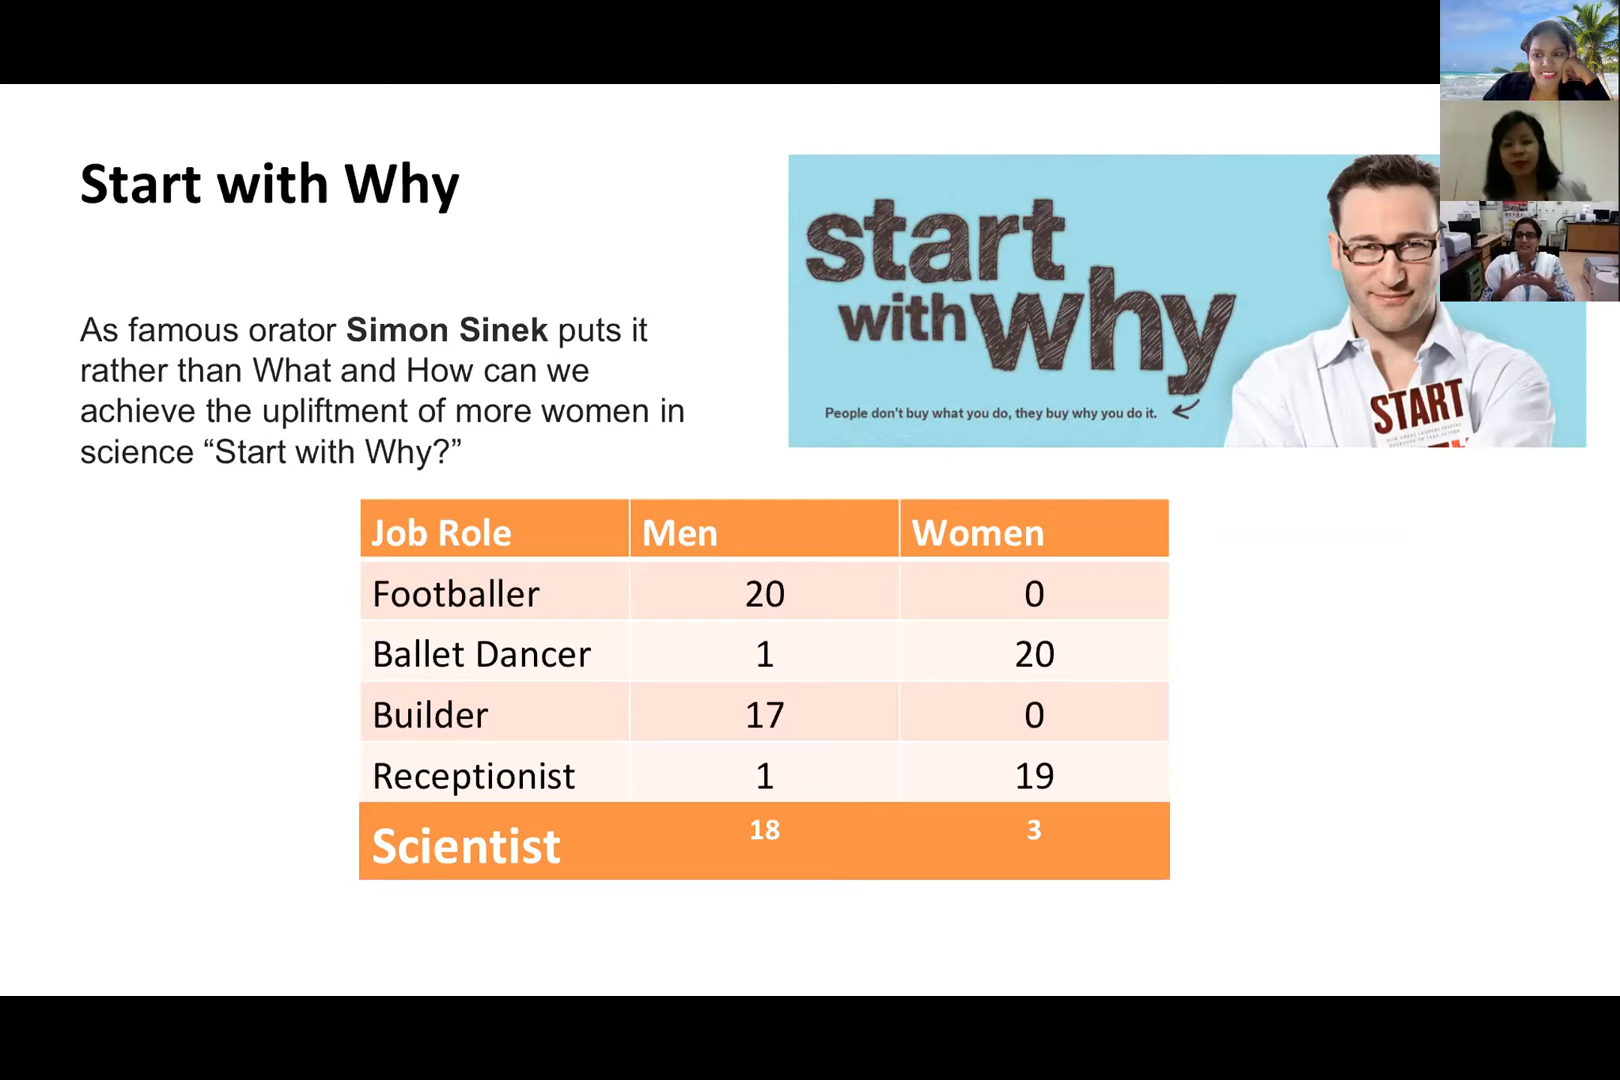 Start with Why
As famous orator Simon Sinek puts it
rather than What and How can we
achieve the upliftment of more women in
science “Start with Why?”
start
with why
People don't buy what you do, they buy why you do it.
START
Job Role Men Women
Footballer 20 0
Ballet Dancer 1 20
Builder 17 0
Receptionist 1 19
Scientist 18 3